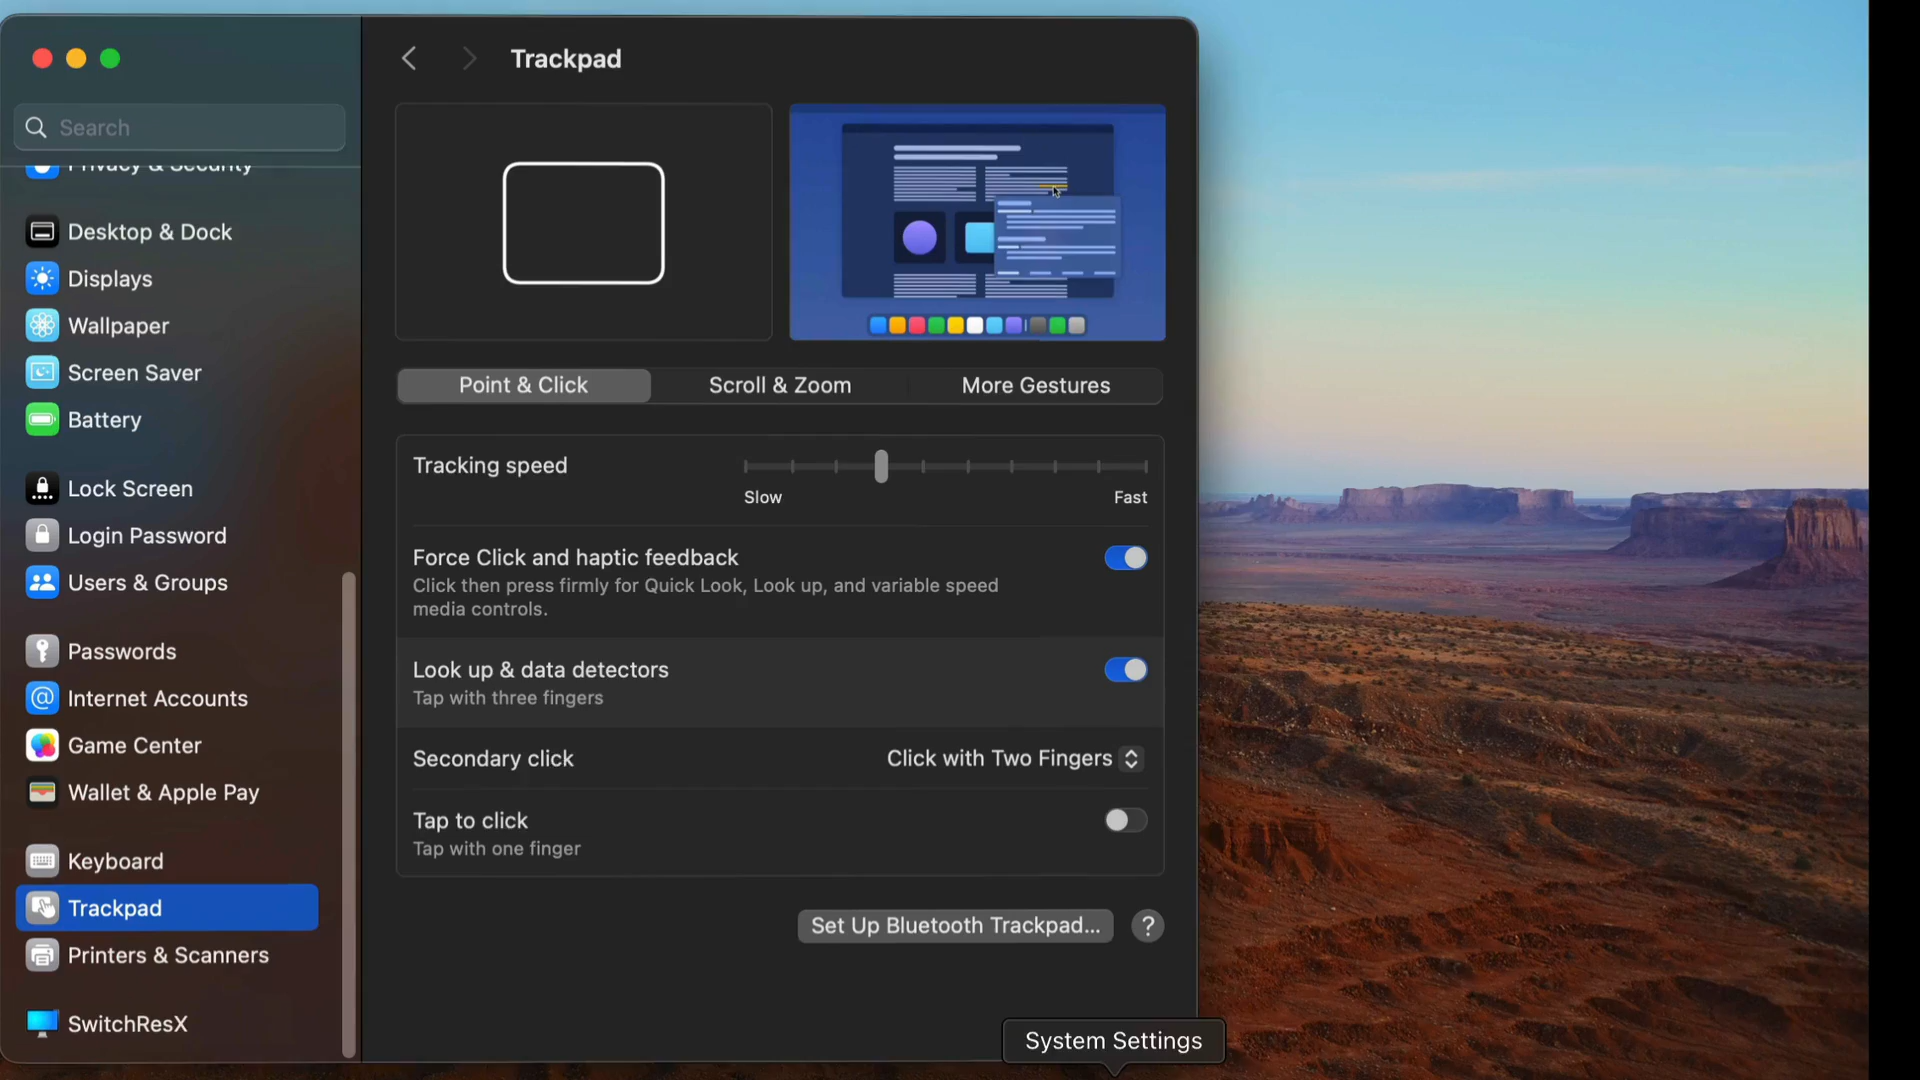 Trackpad
Search
Privacy & Security
Desktop & Dock
Displays
Wallpaper
Screen Saver
Battery
Lock Screen
Login Password
Users & Groups
Passwords
Internet Accounts
Game Center
Wallet & Apple Pay
Keyboard
Trackpad
Printers & Scanners
SwitchResX
Point & Click
Scroll & Zoom
More Gestures
Tracking speed
Slow
Fast
Force Click and haptic feedback
Click then press firmly for Quick Look, Look up, and variable speed
media controls.
Look up & data detectors
Tap with three fingers
Secondary click
Click with Two Fingers
Tap to click
Tap with one finger
Set Up Bluetooth Trackpad...
?
System Settings